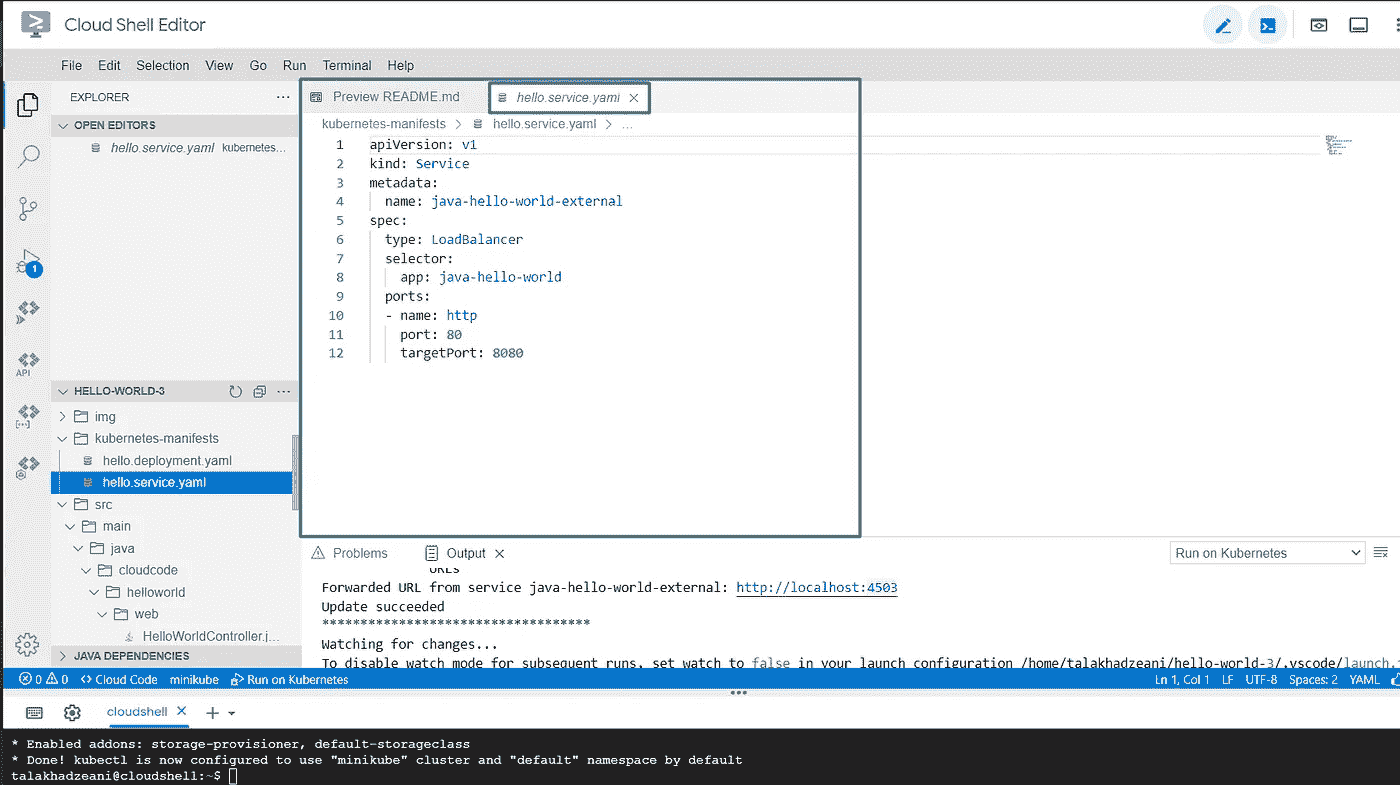 Cloud Shell Editor
File Edit Selection View Go Run Terminal Help
EXPLORER
OPEN EDITORS
hello.service.yaml kubernetes...
HELLO-WORLD-3
img
kubernetes-manifests
hello.deployment.yaml
hello.service.yaml
src
main
java
cloudcode
helloworld
web
HelloWorldController.j...
JAVA DEPENDENCIES
1
API
Preview README.md hello.service.yaml
kubernetes-manifests > hello.service.yaml > ...
1 apiVersion: v1
2 kind: Service
3 metadata:
4 name: java-hello-world-external
5 spec:
6 type: LoadBalancer
7 selector:
8 app: java-hello-world
9 ports:
10 - name: http
11 port: 80
12 targetPort: 8080
Problems Output Run on Kubernetes
URLs
Forwarded URL from service java-hello-world-external: http://localhost:4503
Update succeeded
***********************************
Watching for changes...
To disable watch mode for subsequent runs, set watch to false in your launch configuration /home/talakhadzeani/hello-world-3/.vscode/launch.
0 0 Cloud Code minikube Run on Kubernetes Ln 1, Col 1 LF UTF-8 Spaces: 2 YAML
cloudshell
* Enabled addons: storage-provisioner, default-storageclass
* Done! kubectl is now configured to use "minikube" cluster and "default" namespace by default
talakhadzeani@cloudshell:~$